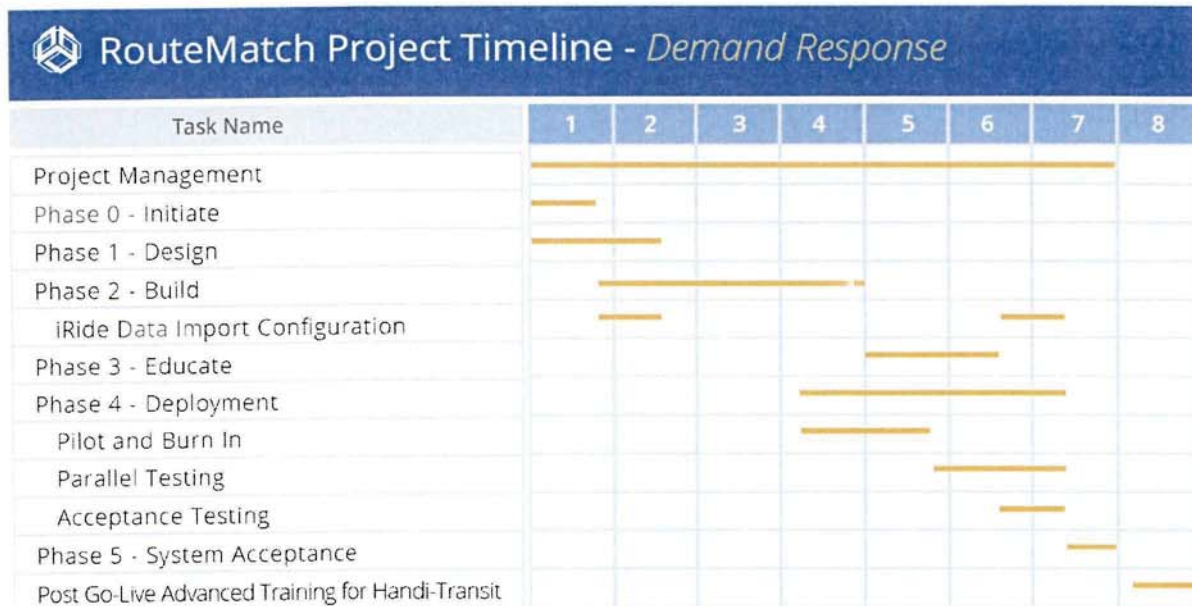 RouteMatch Project Timeline - Demand Response
Task Name 1 2 3 4 5 6 7 8
Project Management
Phase 0 - Initiate
Phase 1 - Design
Phase 2 - Build
iRide Data Import Configuration
Phase 3 - Educate
Phase 4 - Deployment
Pilot and Burn In
Parallel Testing
Acceptance Testing
Phase 5 - System Acceptance
Post Go-Live Advanced Training for Handi-Transit